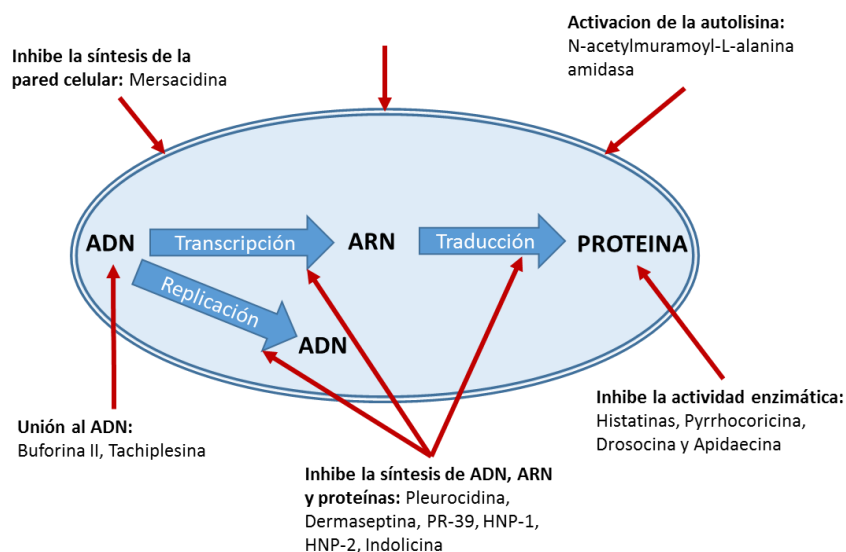 Inhibe la síntesis de la
pared celular: Mersacidina
Activacion de la autolisina:
N-acetylmuramoyl-L-alanina
amidasa
ADN
Transcripción
ARN
Traducción
PROTEINA
Replicación
ADN
Unión al ADN:
Buforina II, Tachiplesina
Inhibe la síntesis de ADN, ARN
y proteínas: Pleurocidina,
Dermaseptina, PR-39, HNP-1,
HNP-2, Indolicina
Inhibe la actividad enzimática:
Histatinas, Pyrrhocoricina,
Drosocina y Apidaecina